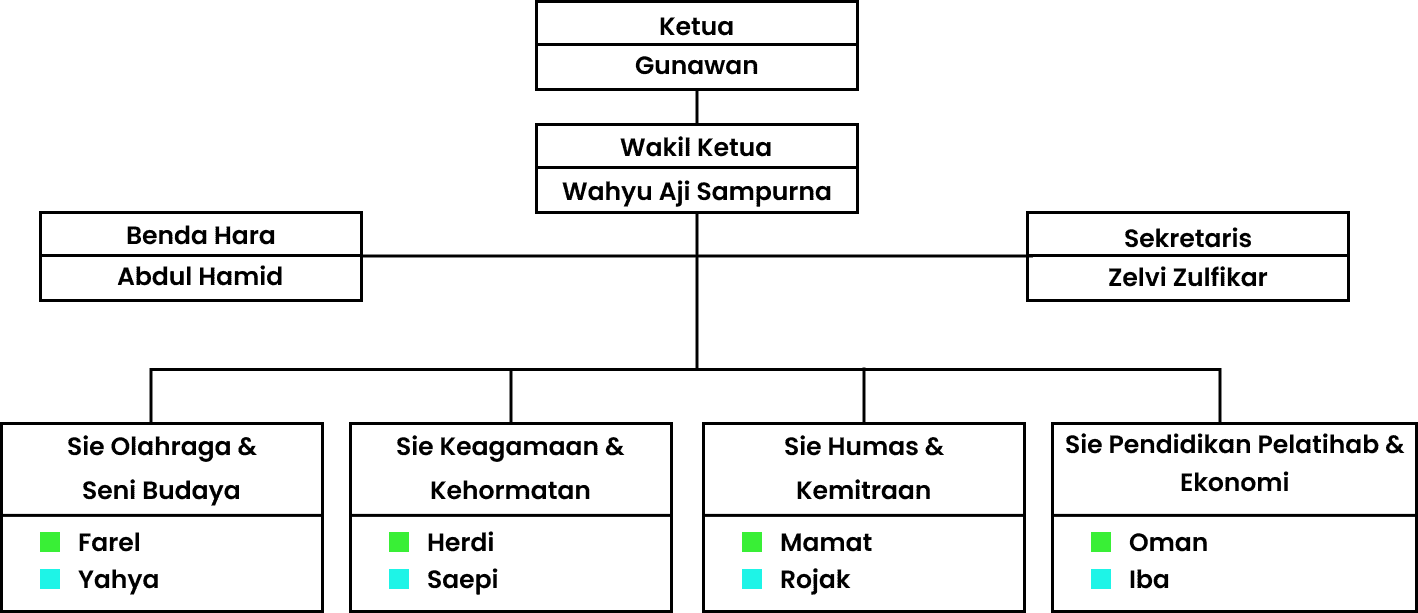 Ketua
Gunawan
Wakil Ketua
Wahyu Aji Sampurna
Benda Hara
Abdul Hamid
Sekretaris
Zelvi Zulfikar
Sie Olahraga &
Seni Budaya
Farel
Yahya
Sie Keagamaan &
Kehormatan
Herdi
Saepi
Sie Humas &
Kemitraan
Mamat
Rojak
Sie Pendidikan Pelatihab &
Ekonomi
Oman
Iba